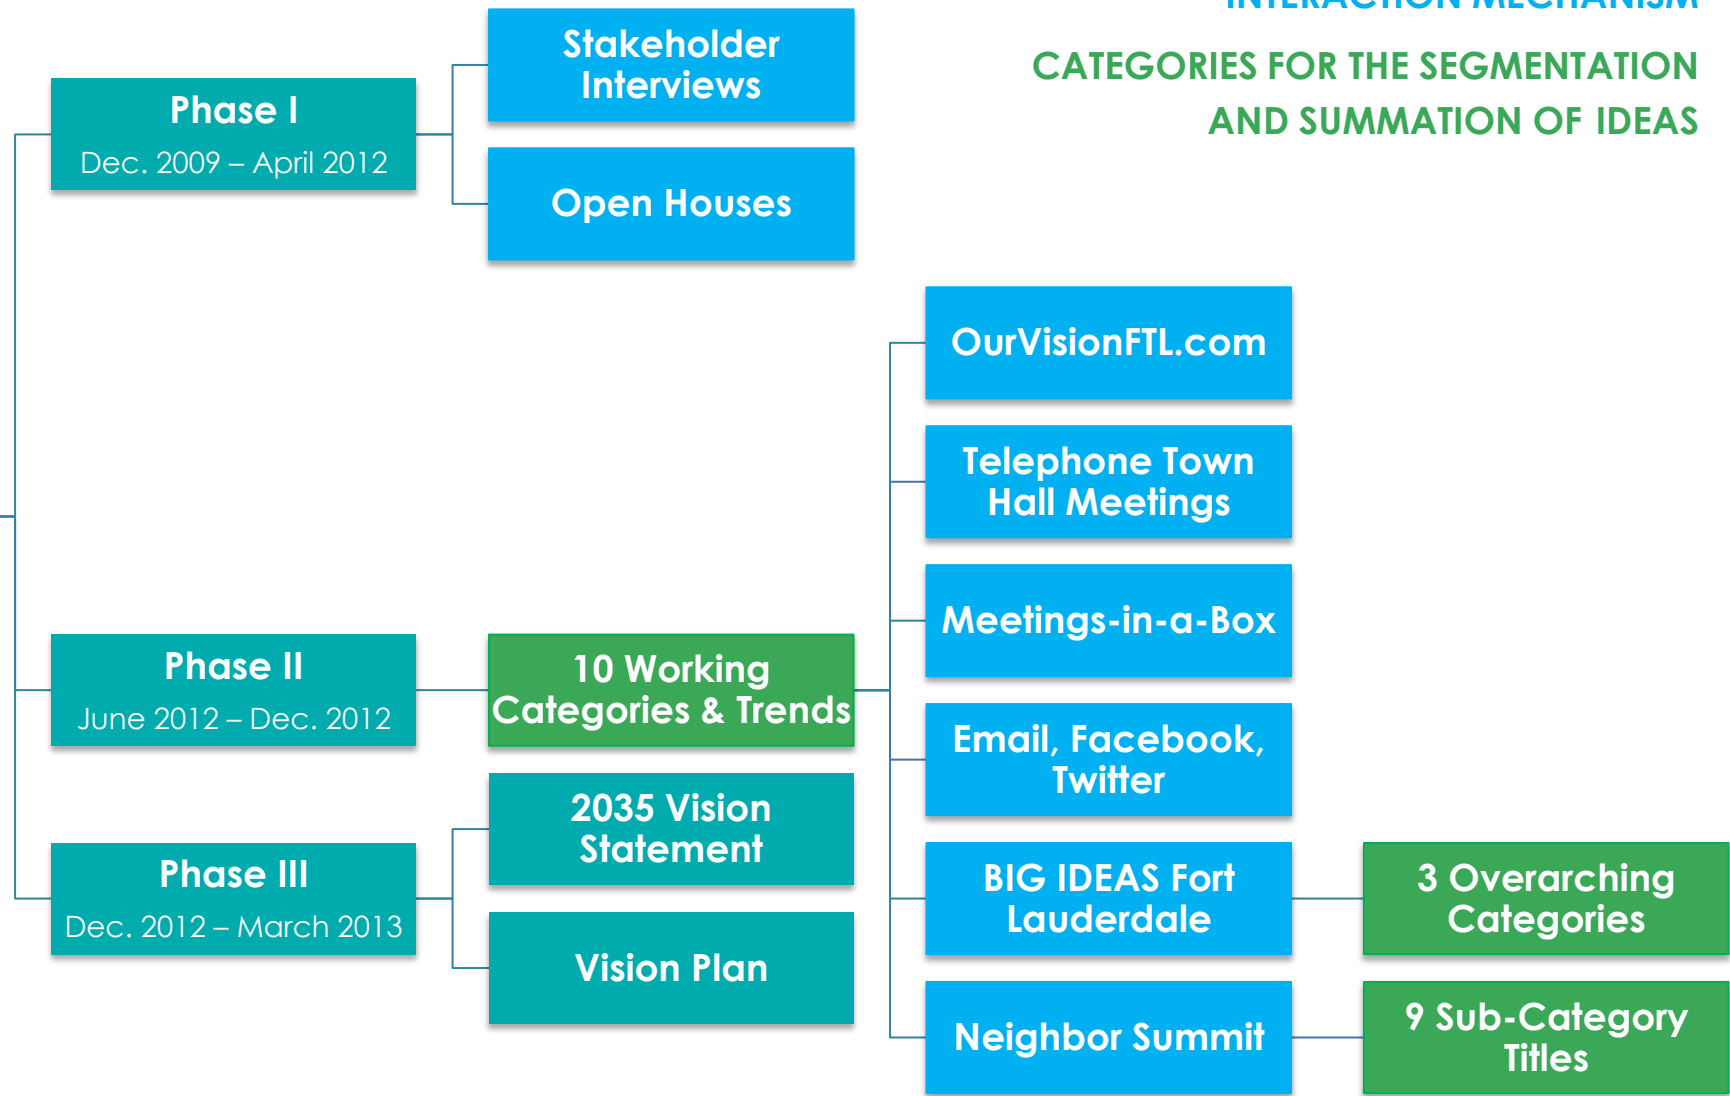 INTERACTION MECHANISM
CATEGORIES FOR THE SEGMENTATION
AND SUMMATION OF IDEAS
Phase I
Dec. 2009 – April 2012
Stakeholder
Interviews
Open Houses
Phase II
June 2012 – Dec. 2012
10 Working
Categories & Trends
OurVisionFTL.com
Telephone Town
Hall Meetings
Meetings-in-a-Box
Email, Facebook,
Twitter
BIG IDEAS Fort
Lauderdale
3 Overarching
Categories
Neighbor Summit
9 Sub-Category
Titles
Phase III
Dec. 2012 – March 2013
2035 Vision
Statement
Vision Plan